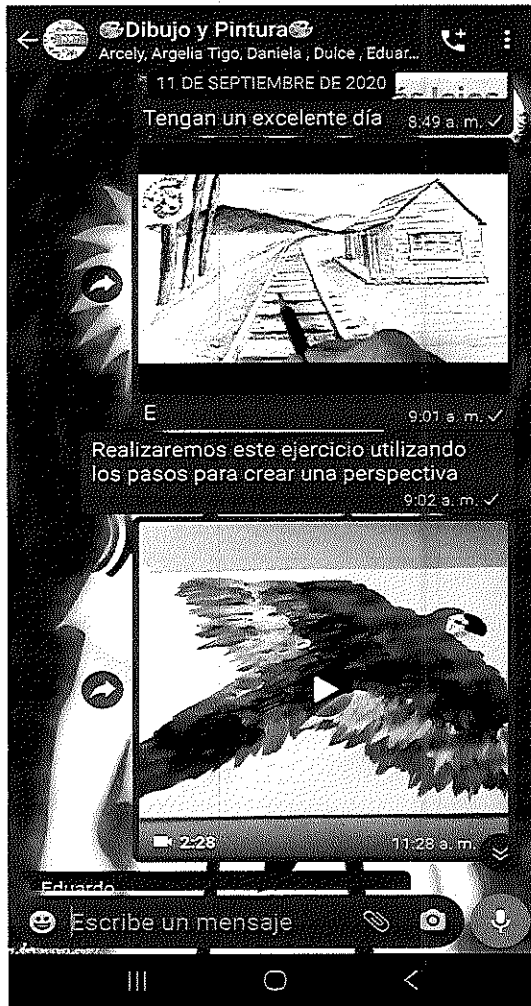 Dibujo y Pintura
Arcely, Argelia Tigo, Daniela , Dulce , Eduar...
11 DE SEPTIEMBRE DE 2020
Tengan un excelente día 8:49 a. m.
E 9:01 a. m.
Realizaremos este ejercicio utilizando
los pasos para crear una perspectiva
9:02 a. m.
2:28 11:28 a. m.
Eduardo
Escribe un mensaje